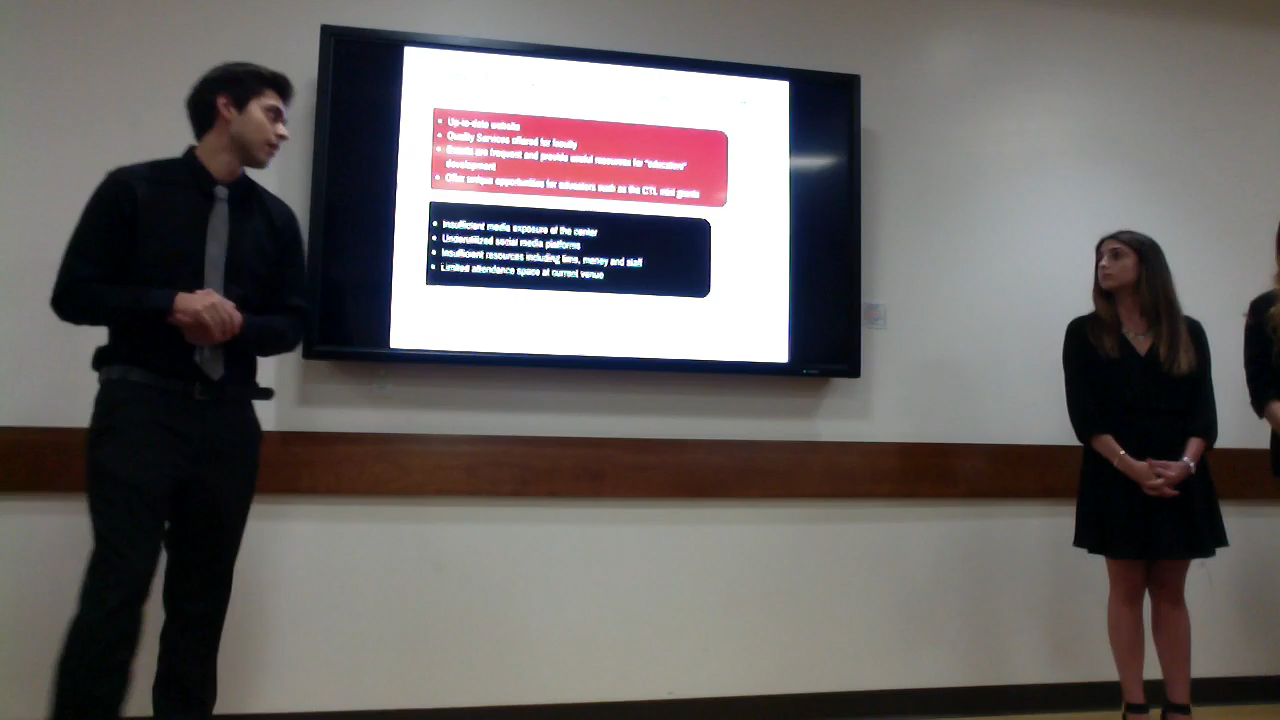 Up-to-date website
Quality Services offered for faculty
Events are frequent and provide useful resources for "education"
development
Offer unique opportunities for educators such as the CTL mini grants
Insufficient media exposure of the center
Underutilized social media platforms
Insufficient resources including time, money and staff
Limited attendance space at current venue